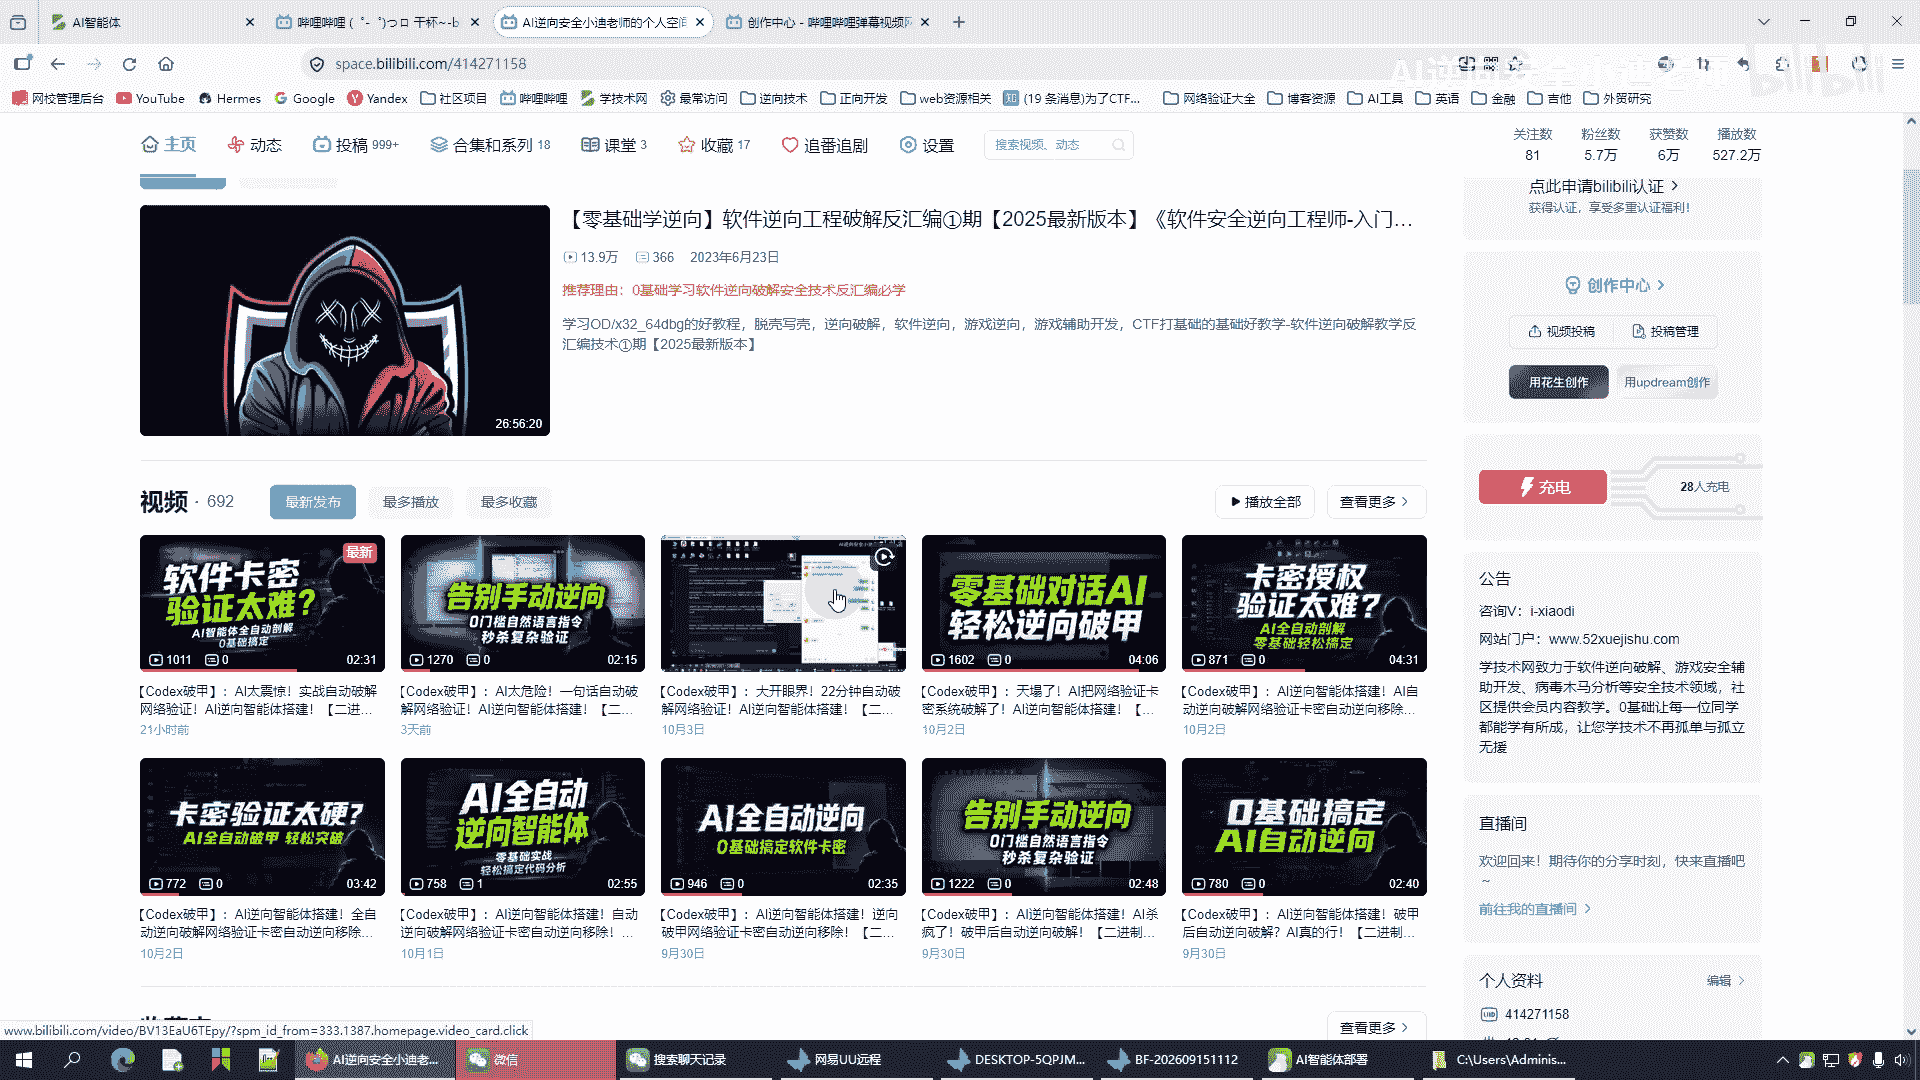 AI智能体
哔哩哔哩 (゜-゜)つロ 干杯~-b
AI逆向安全小迪老师的个人空间
创作中心 - 哔哩哔哩弹幕视频网
space.bilibili.com/414271158
网校管理后台
YouTube
Hermes
Google
Yandex
社区项目
哔哩哔哩
学技术网
最常访问
逆向技术
正向开发
web资源相关
(19 条消息)为了CTF...
网络验证大全
博客资源
AI工具
英语
金融
吉他
外贸研究
bilibili
主页
动态
投稿 999+
合集和系列 18
课堂 3
收藏 17
追番追剧
设置
搜索视频、动态
关注数 粉丝数 获赞数 播放数
81 5.7万 6万 527.2万
【零基础学逆向】软件逆向工程破解反汇编①期【2025最新版本】《软件安全逆向工程师-入门...
13.9万 366 2023年6月23日
推荐理由：0基础学习软件逆向破解安全技术反汇编必学
学习OD/x32_64dbg的好教程，脱壳写壳，逆向破解，软件逆向，游戏逆向，游戏辅助开发，CTF打基础的基础好教学-软件逆向破解教学反
汇编技术①期【2025最新版本】
26:56:20
点此申请bilibili认证
获得认证，享受多重认证福利！
创作中心
视频投稿
投稿管理
用花生创作
用updream创作
充电
28人充电
视频 · 692
最新发布
最多播放
最多收藏
播放全部
查看更多
软件卡密
验证太难?
AI智能体全自动剖解
0基础搞定
最新
1011 0 02:31
【Codex破甲】：AI太震惊！实战自动破解
网络验证！AI逆向智能体搭建！【二进...
21小时前
告别手动逆向
0门槛自然语言指令
秒杀复杂验证
1270 0 02:15
【Codex破甲】：AI太危险！一句话自动破
解网络验证！AI逆向智能体搭建！【二...
3天前
【Codex破甲】：大开眼界！22分钟自动破
解网络验证！AI逆向智能体搭建！【二...
10月3日
零基础对话AI
轻松逆向破甲
1602 0 04:06
【Codex破甲】：天塌了！AI把网络验证卡
密系统破解了！AI逆向智能体搭建！【...
10月2日
卡密授权
验证太难?
AI全自动剖解
零基础轻松搞定
871 0 04:31
【Codex破甲】：AI逆向智能体搭建！AI自
动逆向破解网络验证卡密自动逆向移除...
10月2日
卡密验证太硬?
AI全自动破甲 轻松突破
772 0 03:42
【Codex破甲】：AI逆向智能体搭建！全自
动逆向破解网络验证卡密自动逆向移除...
10月2日
AI全自动
逆向智能体
零基础实战
轻松搞定代码分析
758 1 02:55
【Codex破甲】：AI逆向智能体搭建！自动
逆向破解网络验证卡密自动逆向移除！...
10月1日
AI全自动逆向
0基础搞定软件卡密
946 0 02:35
【Codex破甲】：AI逆向智能体搭建！逆向
破甲网络验证卡密自动逆向移除！【二...
9月30日
告别手动逆向
0门槛自然语言指令
秒杀复杂验证
1222 0 02:48
【Codex破甲】：AI逆向智能体搭建！AI杀
疯了！破甲后自动逆向破解！【二进制...
9月30日
0基础搞定
AI自动逆向
780 0 02:40
【Codex破甲】：AI逆向智能体搭建！破甲
后自动逆向破解？AI真的行！【二进制...
9月30日
公告
咨询V：i-xiaodi
网站门户：www.52xuejishu.com
学技术网致力于软件逆向破解、游戏安全辅
助开发、病毒木马分析等安全技术领域，社
区提供会员内容教学。0基础让每一位同学
都能学有所成，让您学技术不再孤单与孤立
无援
直播间
欢迎回来！期待你的分享时刻，快来直播吧
~
前往我的直播间
个人资料 编辑
UID 414271158
查看更多
www.bilibili.com/video/BV13EaU6TEpy/?spm_id_from=333.1387.homepage.video_card.click
AI逆向安全小迪老...
微信
搜索聊天记录
网易UU远程
DESKTOP-5QPJM...
BF-202609151112
AI智能体部署
C:\Users\Adminis...